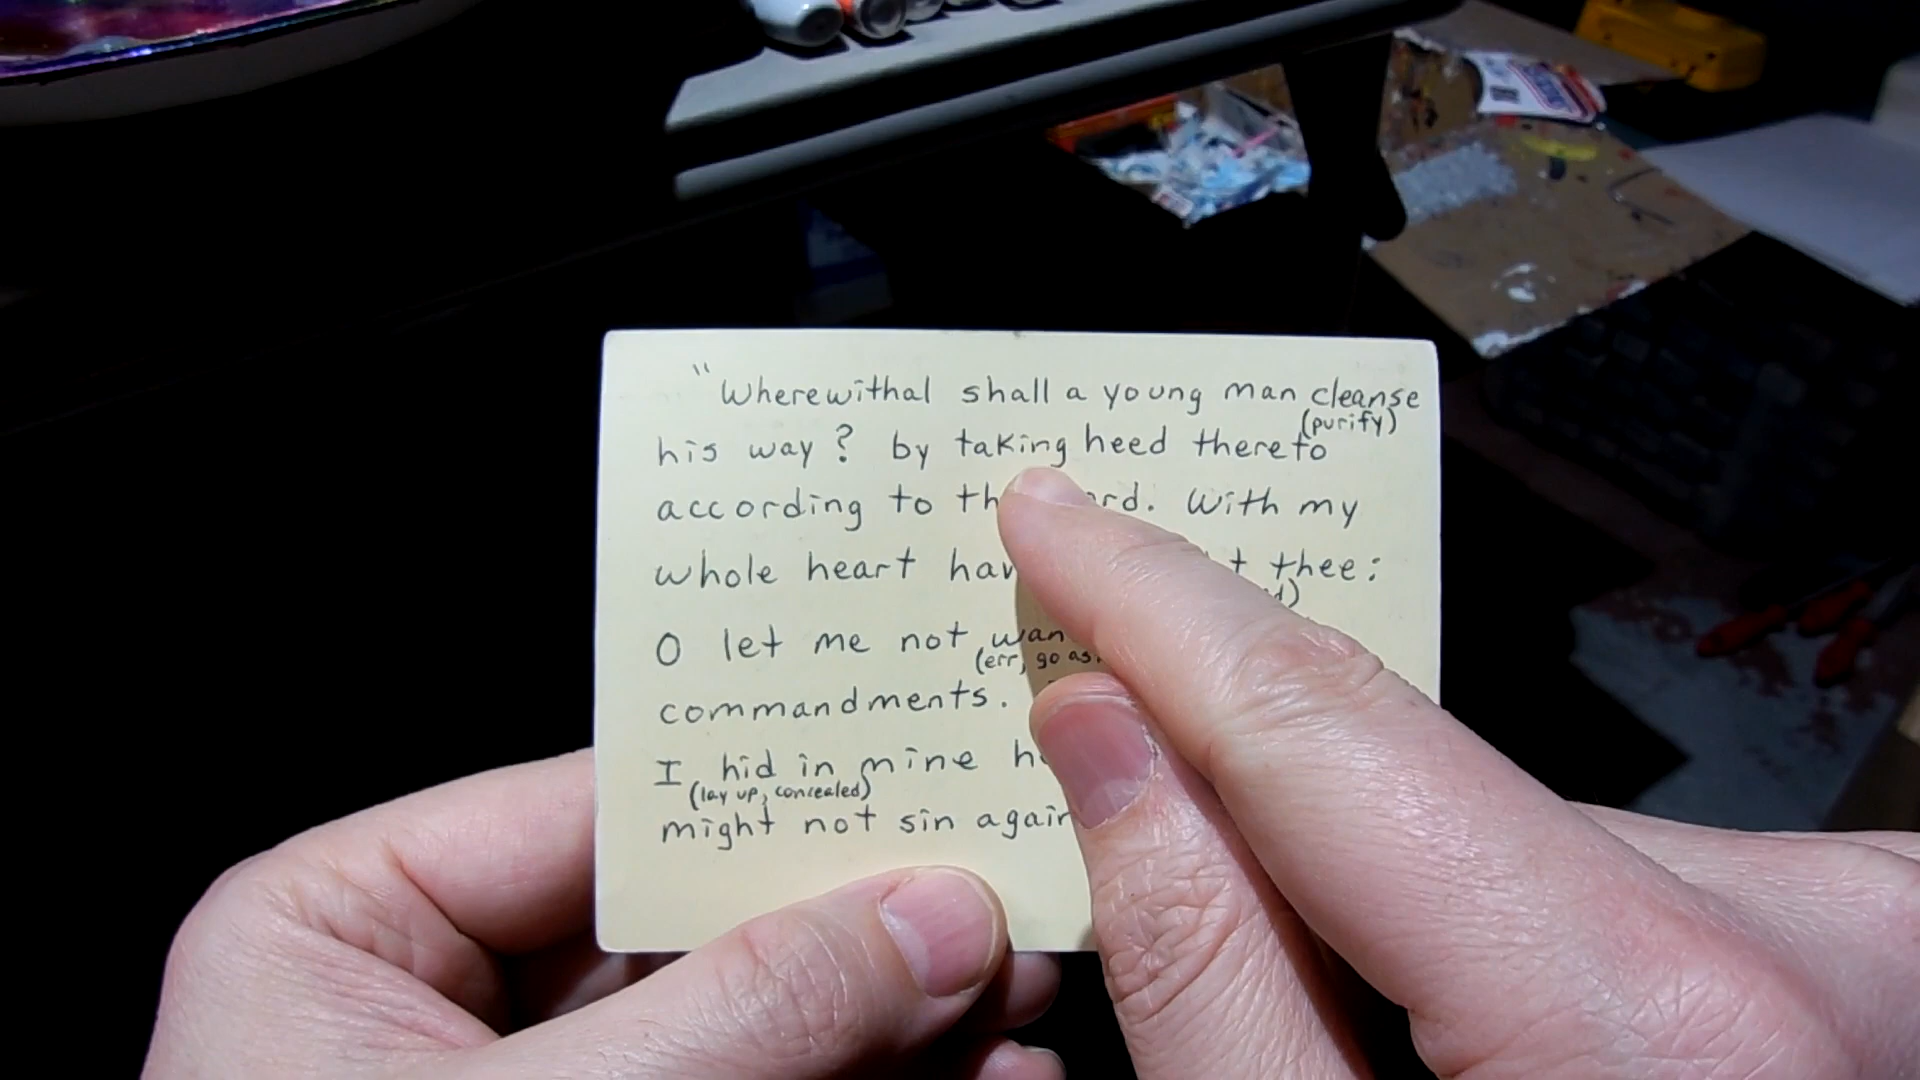 "Wherewithal shall a young man cleanse
(purify)
his way? by taking heed thereto
according to th rd. With my
whole heart hav t thee:
d)
O let me not wan
(err, go as
commandments.
I hid in mine h
(lay up, concealed)
might not sin again